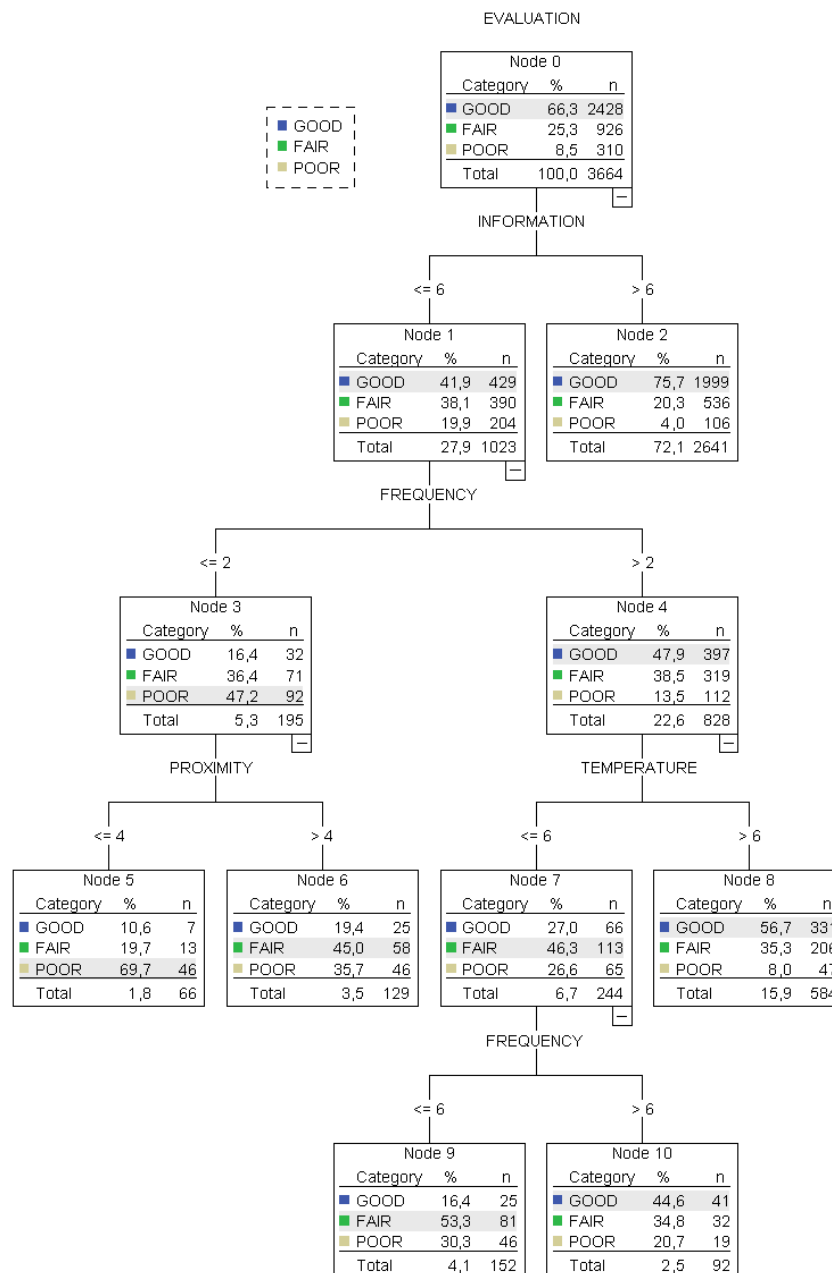 EVALUATION
GOOD
FAIR
POOR
Node 0
Category % n
GOOD 66,3 2428
FAIR 25,3 926
POOR 8,5 310
Total 100,0 3664
INFORMATION
<= 6
> 6
Node 1
Category % n
GOOD 41,9 429
FAIR 38,1 390
POOR 19,9 204
Total 27,9 1023
Node 2
Category % n
GOOD 75,7 1999
FAIR 20,3 536
POOR 4,0 106
Total 72,1 2641
FREQUENCY
<= 2
> 2
Node 3
Category % n
GOOD 16,4 32
FAIR 36,4 71
POOR 47,2 92
Total 5,3 195
Node 4
Category % n
GOOD 47,9 397
FAIR 38,5 319
POOR 13,5 112
Total 22,6 828
PROXIMITY
TEMPERATURE
<= 4
> 4
<= 6
> 6
Node 5
Category % n
GOOD 10,6 7
FAIR 19,7 13
POOR 69,7 46
Total 1,8 66
Node 6
Category % n
GOOD 19,4 25
FAIR 45,0 58
POOR 35,7 46
Total 3,5 129
Node 7
Category % n
GOOD 27,0 66
FAIR 46,3 113
POOR 26,6 65
Total 6,7 244
Node 8
Category % n
GOOD 56,7 331
FAIR 35,3 206
POOR 8,0 47
Total 15,9 584
FREQUENCY
<= 6
> 6
Node 9
Category % n
GOOD 16,4 25
FAIR 53,3 81
POOR 30,3 46
Total 4,1 152
Node 10
Category % n
GOOD 44,6 41
FAIR 34,8 32
POOR 20,7 19
Total 2,5 92